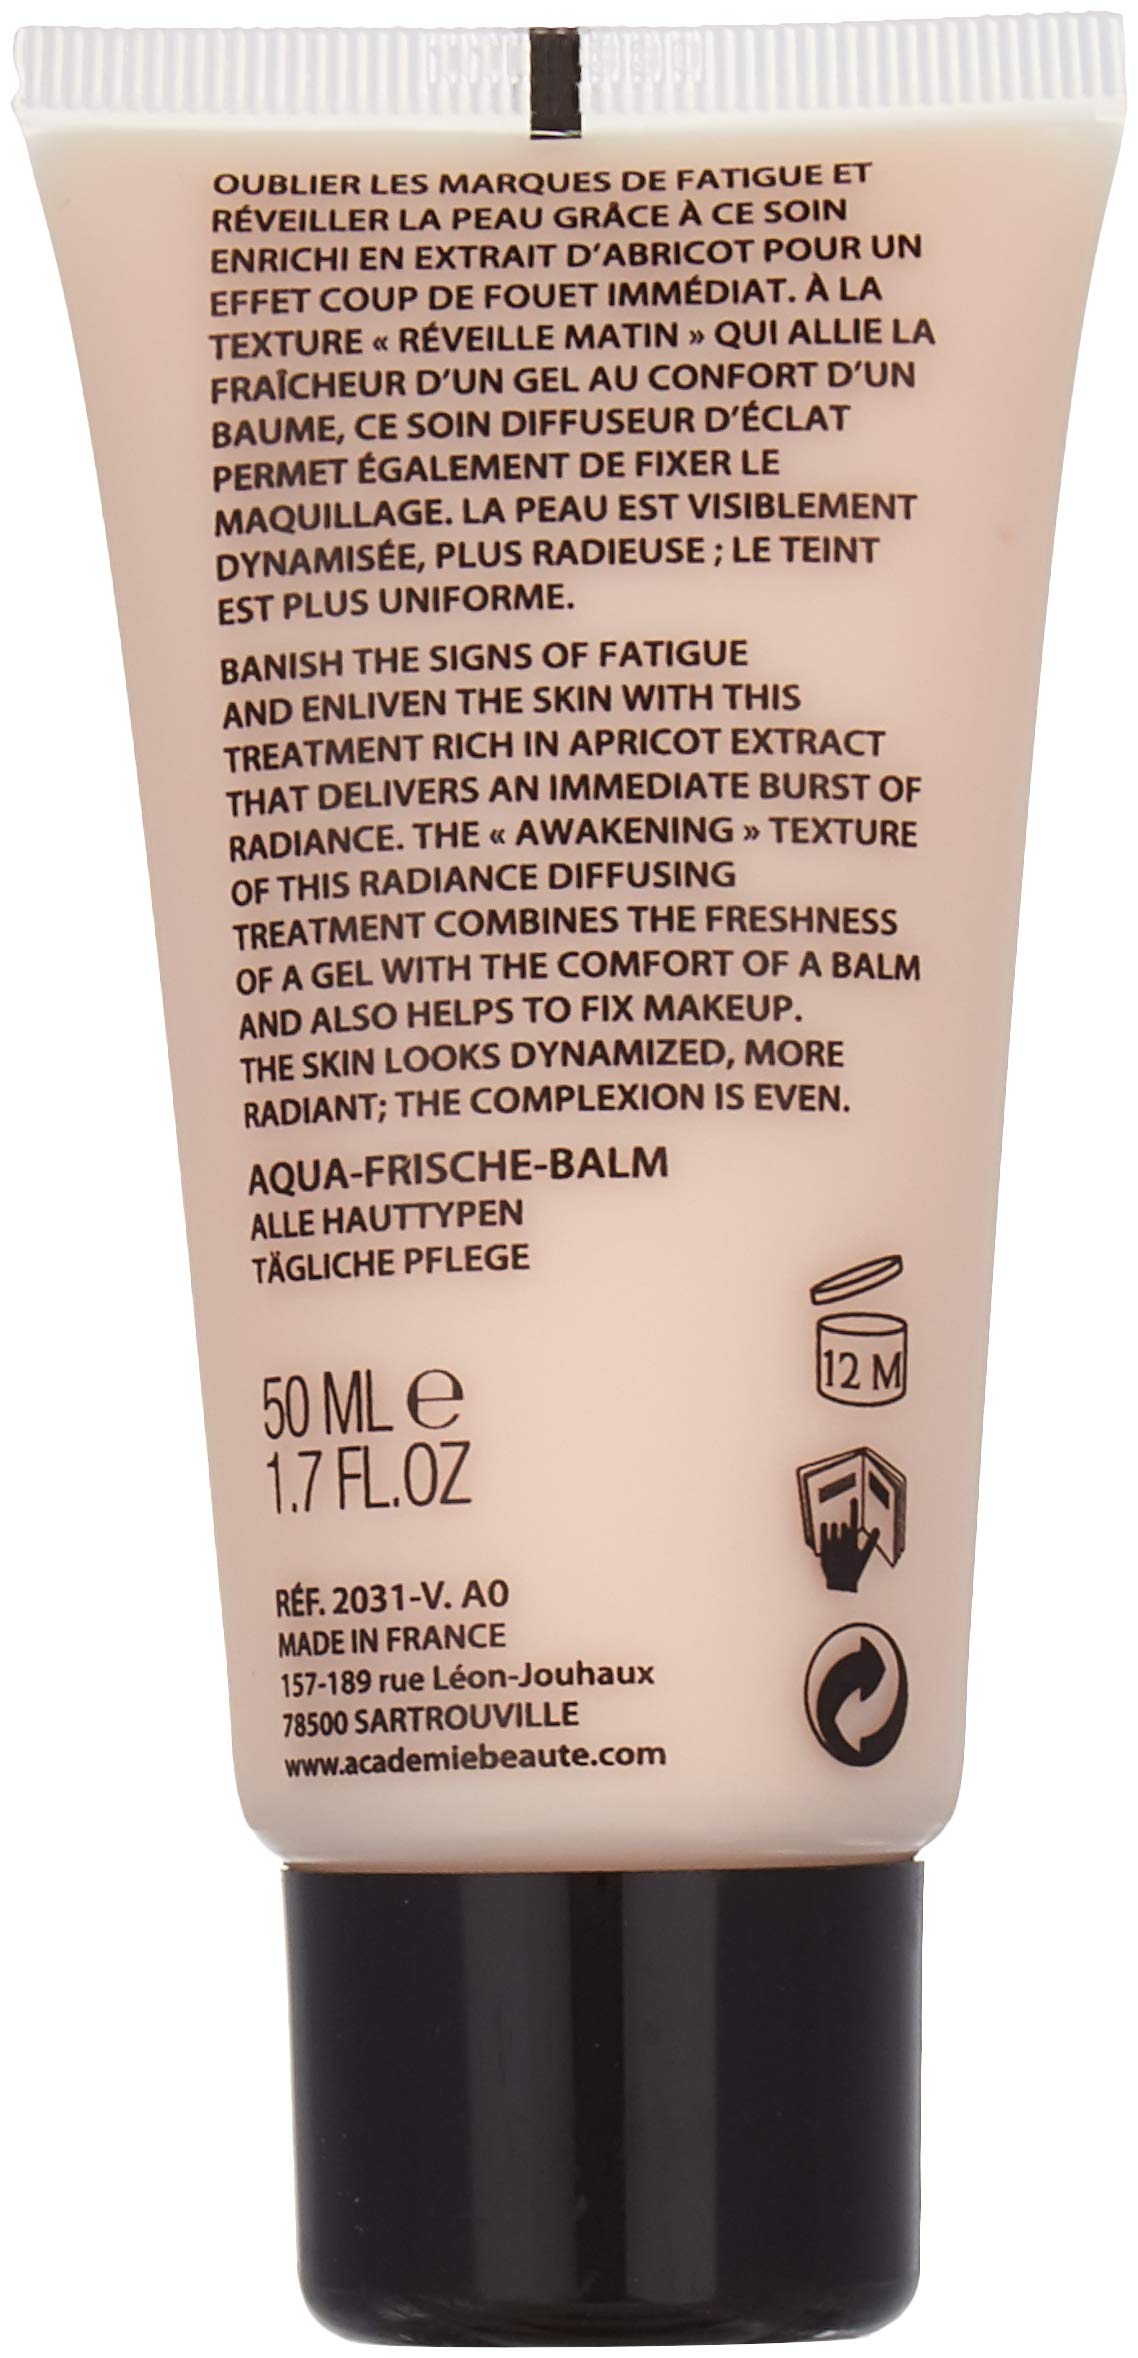 OUBLIER LES MARQUES DE FATIGUE ET
RÉVEILLER LA PEAU GRÂCE À CE SOIN
ENRICHI EN EXTRAIT D'ABRICOT POUR UN
EFFET COUP DE FOUET IMMÉDIAT. À LA
TEXTURE « RÉVEILLE MATIN » QUI ALLIE LA
FRAÎCHEUR D'UN GEL AU CONFORT D'UN
BAUME, CE SOIN DIFFUSEUR D'ÉCLAT
PERMET ÉGALEMENT DE FIXER LE
MAQUILLAGE. LA PEAU EST VISIBLEMENT
DYNAMISÉE, PLUS RADIEUSE ; LE TEINT
EST PLUS UNIFORME.
BANISH THE SIGNS OF FATIGUE
AND ENLIVEN THE SKIN WITH THIS
TREATMENT RICH IN APRICOT EXTRACT
THAT DELIVERS AN IMMEDIATE BURST OF
RADIANCE. THE « AWAKENING » TEXTURE
OF THIS RADIANCE DIFFUSING
TREATMENT COMBINES THE FRESHNESS
OF A GEL WITH THE COMFORT OF A BALM
AND ALSO HELPS TO FIX MAKEUP.
THE SKIN LOOKS DYNAMIZED, MORE
RADIANT; THE COMPLEXION IS EVEN.
AQUA-FRISCHE-BALM
ALLE HAUTTYPEN
TÄGLICHE PFLEGE
12 M
50 ML e
1.7 FL.OZ
RÉF. 2031-V. A0
MADE IN FRANCE
157-189 rue Léon-Jouhaux
78500 SARTROUVILLE
www.academiebeaute.com